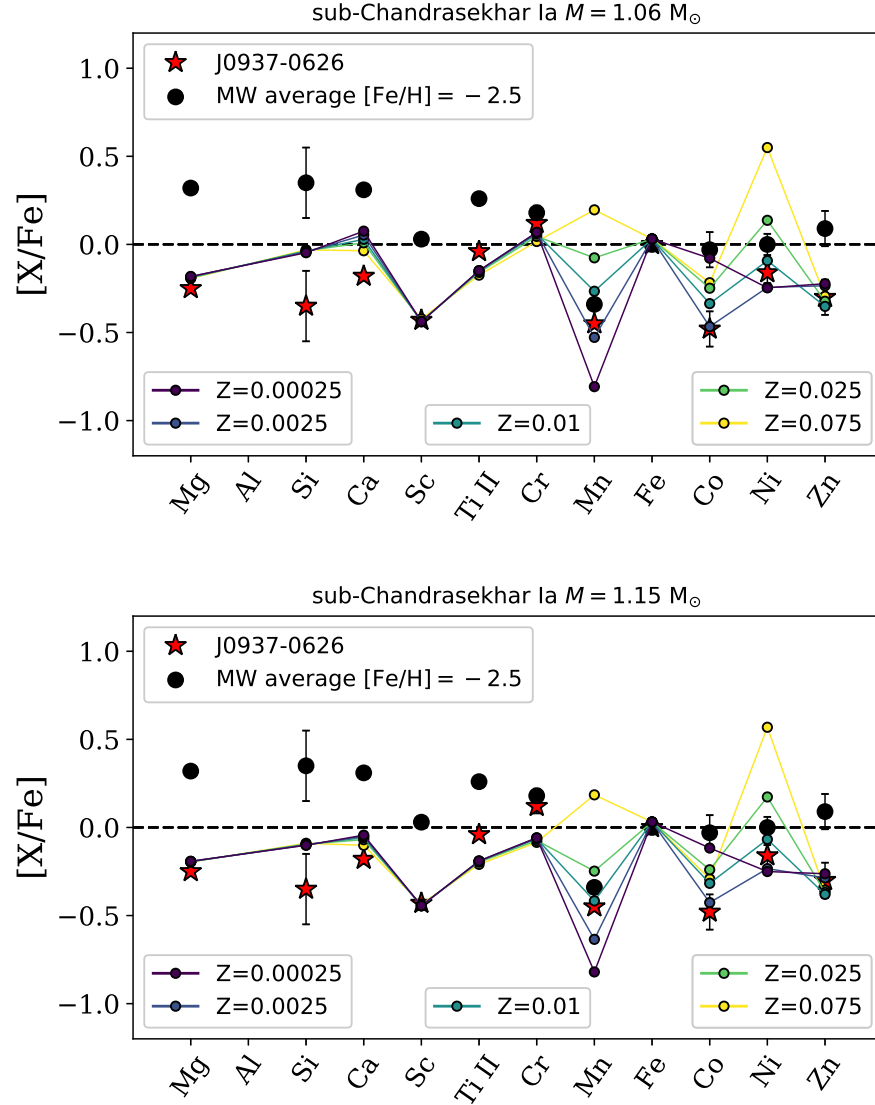 sub-Chandrasekhar Ia M = 1.06 M⊙
J0937-0626
MW average [Fe/H] = − 2.5
1.0
0.5
0.0
−0.5
−1.0
[X/Fe]
Z=0.00025
Z=0.0025
Z=0.01
Z=0.025
Z=0.075
Mg
Al
Si
Ca
Sc
Ti II
Cr
Mn
Fe
Co
Ni
Zn
sub-Chandrasekhar Ia M = 1.15 M⊙
J0937-0626
MW average [Fe/H] = − 2.5
1.0
0.5
0.0
−0.5
−1.0
[X/Fe]
Z=0.00025
Z=0.0025
Z=0.01
Z=0.025
Z=0.075
Mg
Al
Si
Ca
Sc
Ti II
Cr
Mn
Fe
Co
Ni
Zn